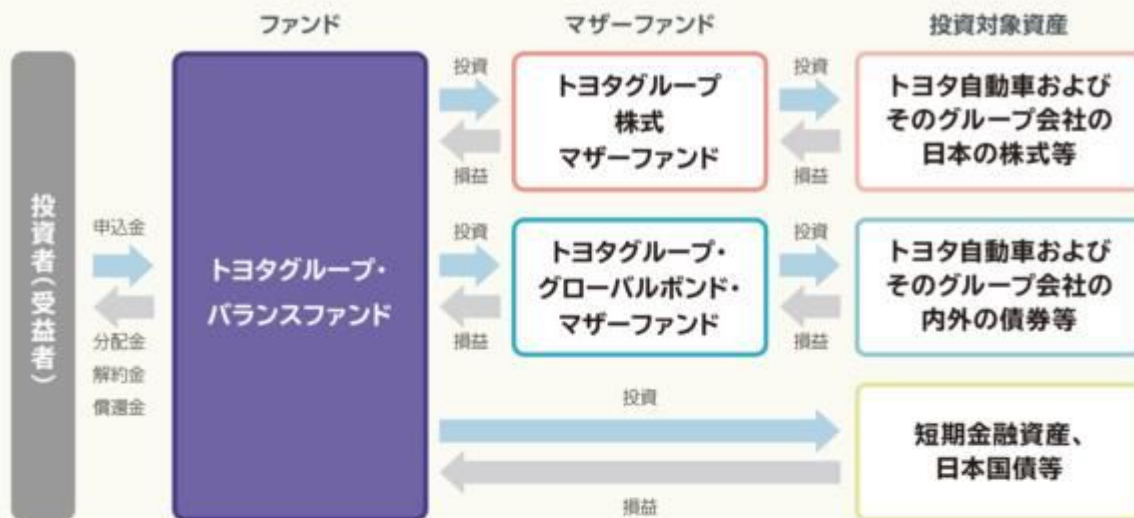 ファンド
マザーファンド
投資対象資産
投資者(受益者)
申込金
分配金
解約金
償還金
トヨタグループ・
バランスファンド
投資
損益
トヨタグループ
株式
マザーファンド
投資
損益
トヨタ自動車および
そのグループ会社の
日本の株式等
投資
損益
トヨタグループ・
グローバルボンド・
マザーファンド
投資
損益
トヨタ自動車および
そのグループ会社の
内外の債券等
投資
損益
短期金融資産、
日本国債等